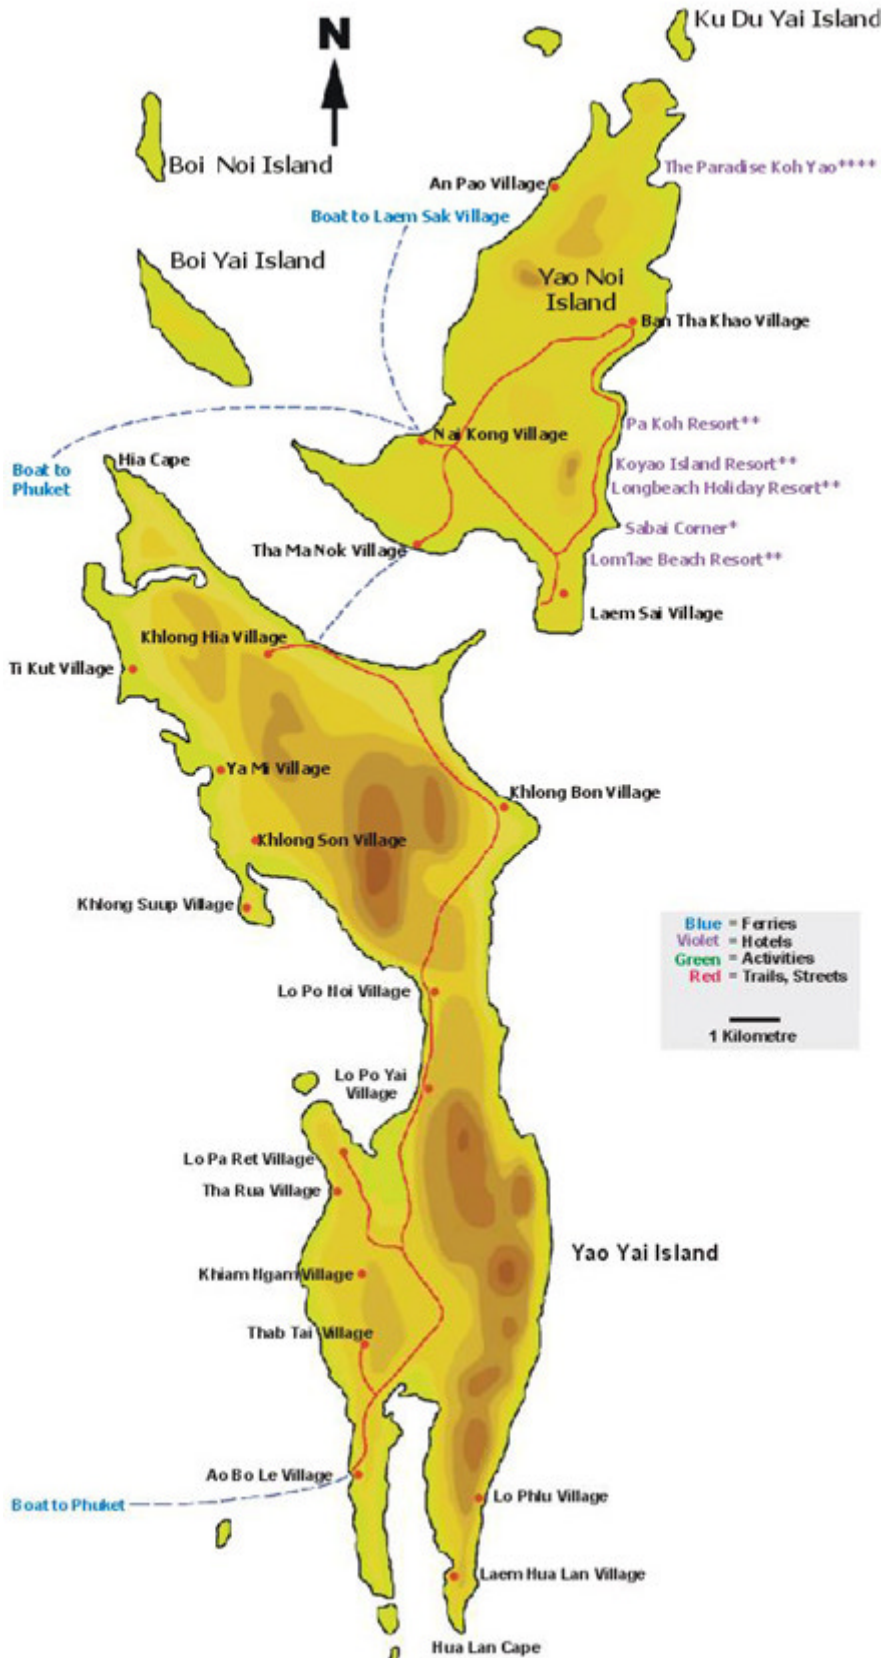 Ku Du Yai Island
N
Boi Noi Island
The Paradise Koh Yao****
An Pao Village
Boat to Laem Sak Village
Boi Yai Island
Yao Noi
Island
Ban Tha Khao Village
Pa Koh Resort**
Nai Kong Village
Hia Cape
Boat to
Phuket
Koyao Island Resort**
Longbeach Holiday Resort**
Sabai Corner*
Tha Ma Nok Village
Lom'lae Beach Resort**
Laem Sai Village
Khlong Hia Village
Ti Kut Village
Ya Mi Village
Khlong Bon Village
Khlong Son Village
Khlong Suup Village
Blue = Ferries
Violet = Hotels
Green = Activities
Red = Trails, Streets
1 Kilometre
Lo Po Noi Village
Lo Po Yai
Village
Lo Pa Ret Village
Tha Rua Village
Yao Yai Island
Khiam Ngam Village
Thab Tai Village
Ao Bo Le Village
Boat to Phuket
Lo Phlu Village
Laem Hua Lan Village
Hua Lan Cape